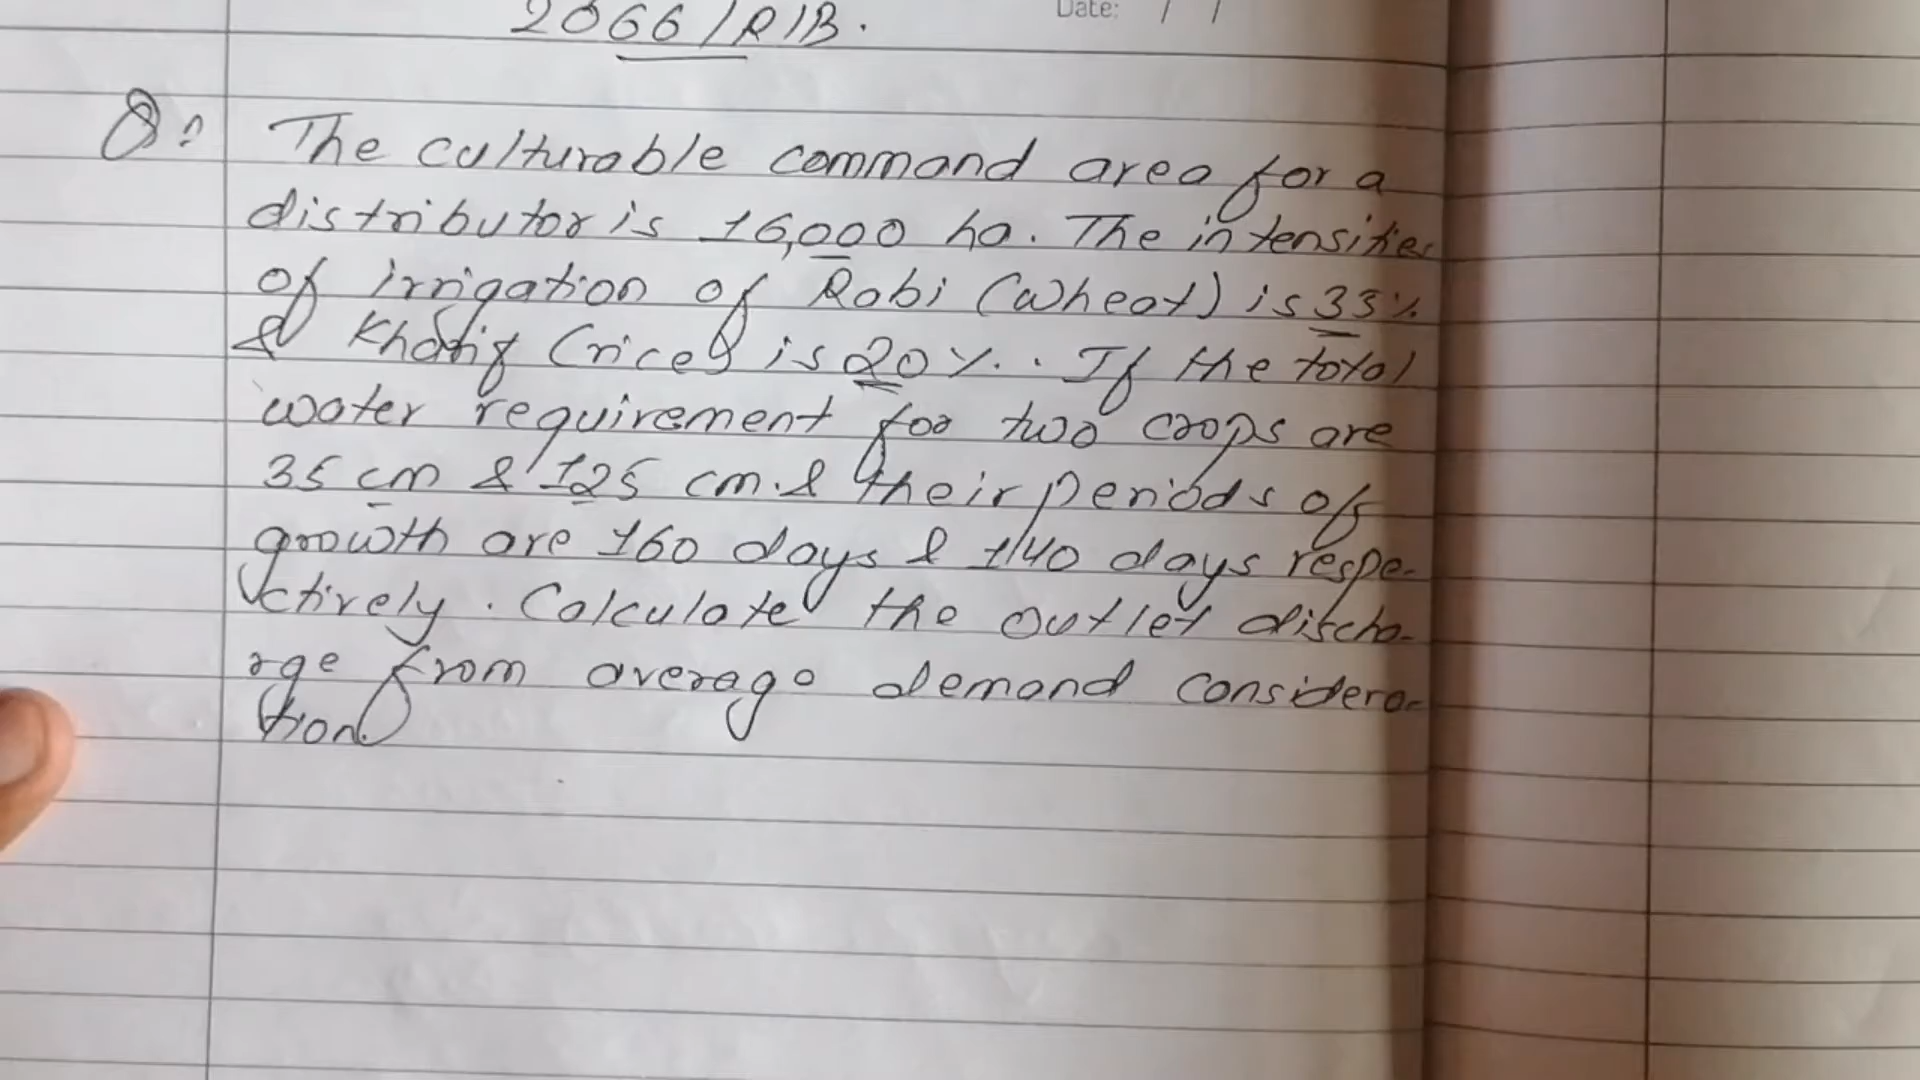 2066/R/B.
Date: / /
Q: The culturable command area for a
distributor is 16,000 ha. The intensities
of irrigation of Rabi (wheat) is 33%
& Kharif (rice) is 20%. If the total
water requirement for two crops are
35 cm & 125 cm. & their periods of
growth are 160 days & 140 days respe-
ctively. Calculate the outlet discha-
rge from average demand considera-
tion.